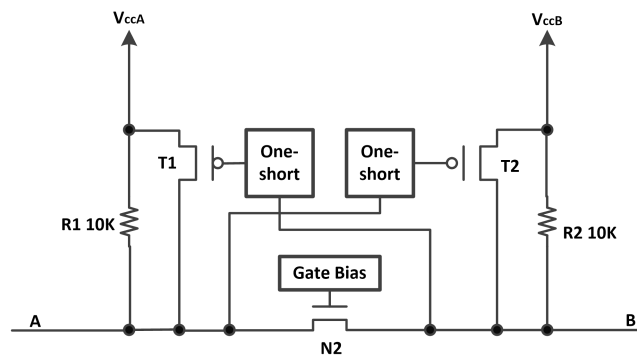 VccA
VccB
T1
One-
short
One-
short
T2
R1 10K
R2 10K
Gate Bias
A
B
N2